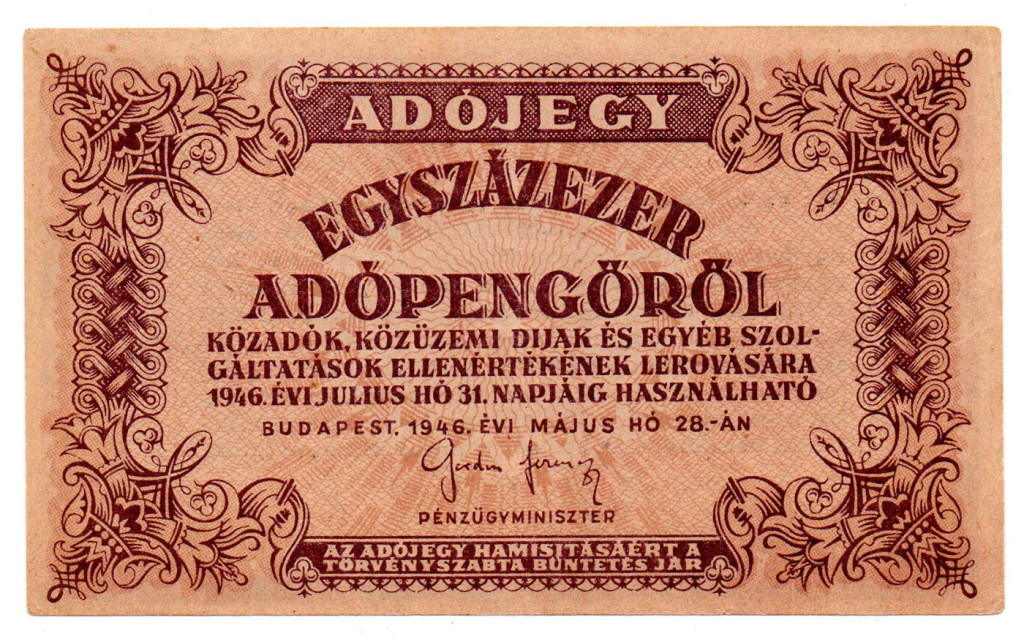 ADÓJEGY
EGYSZÁZEZER
ADÓPENGŐRŐL
KÖZADÓK, KÖZÜZEMI DIJAK ÉS EGYÉB SZOL-
GÁLTATÁSOK ELLENÉRTÉKÉNEK LEROVÁSÁRA
1946. ÉVI JULIUS HÓ 31. NAPJÁIG HASZNÁLHATÓ
BUDAPEST, 1946. ÉVI MÁJUS HÓ 28.-ÁN
Gordon Ferenc
PÉNZÜGYMINISZTER
AZ ADÓJEGY HAMISITÁSÁÉRT A
TÖRVÉNYSZABTA BÜNTETÉS JÁR